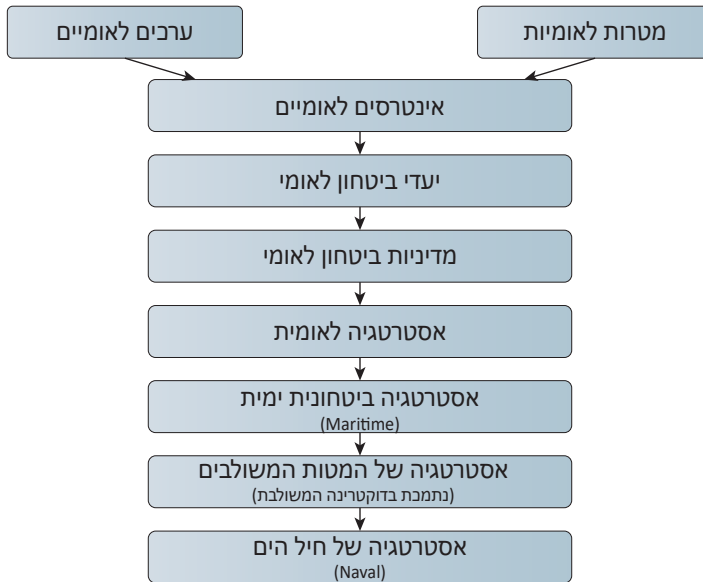 מטרות לאומיות
ערכים לאומיים
אינטרסים לאומיים
יעדי ביטחון לאומי
מדיניות ביטחון לאומי
אסטרטגיה לאומית
אסטרטגיה ביטחונית ימית
(Maritime)
אסטרטגיה של המטות המשולבים
(נתמכת בדוקטרינה המשולבת)
אסטרטגיה של חיל הים
(Naval)